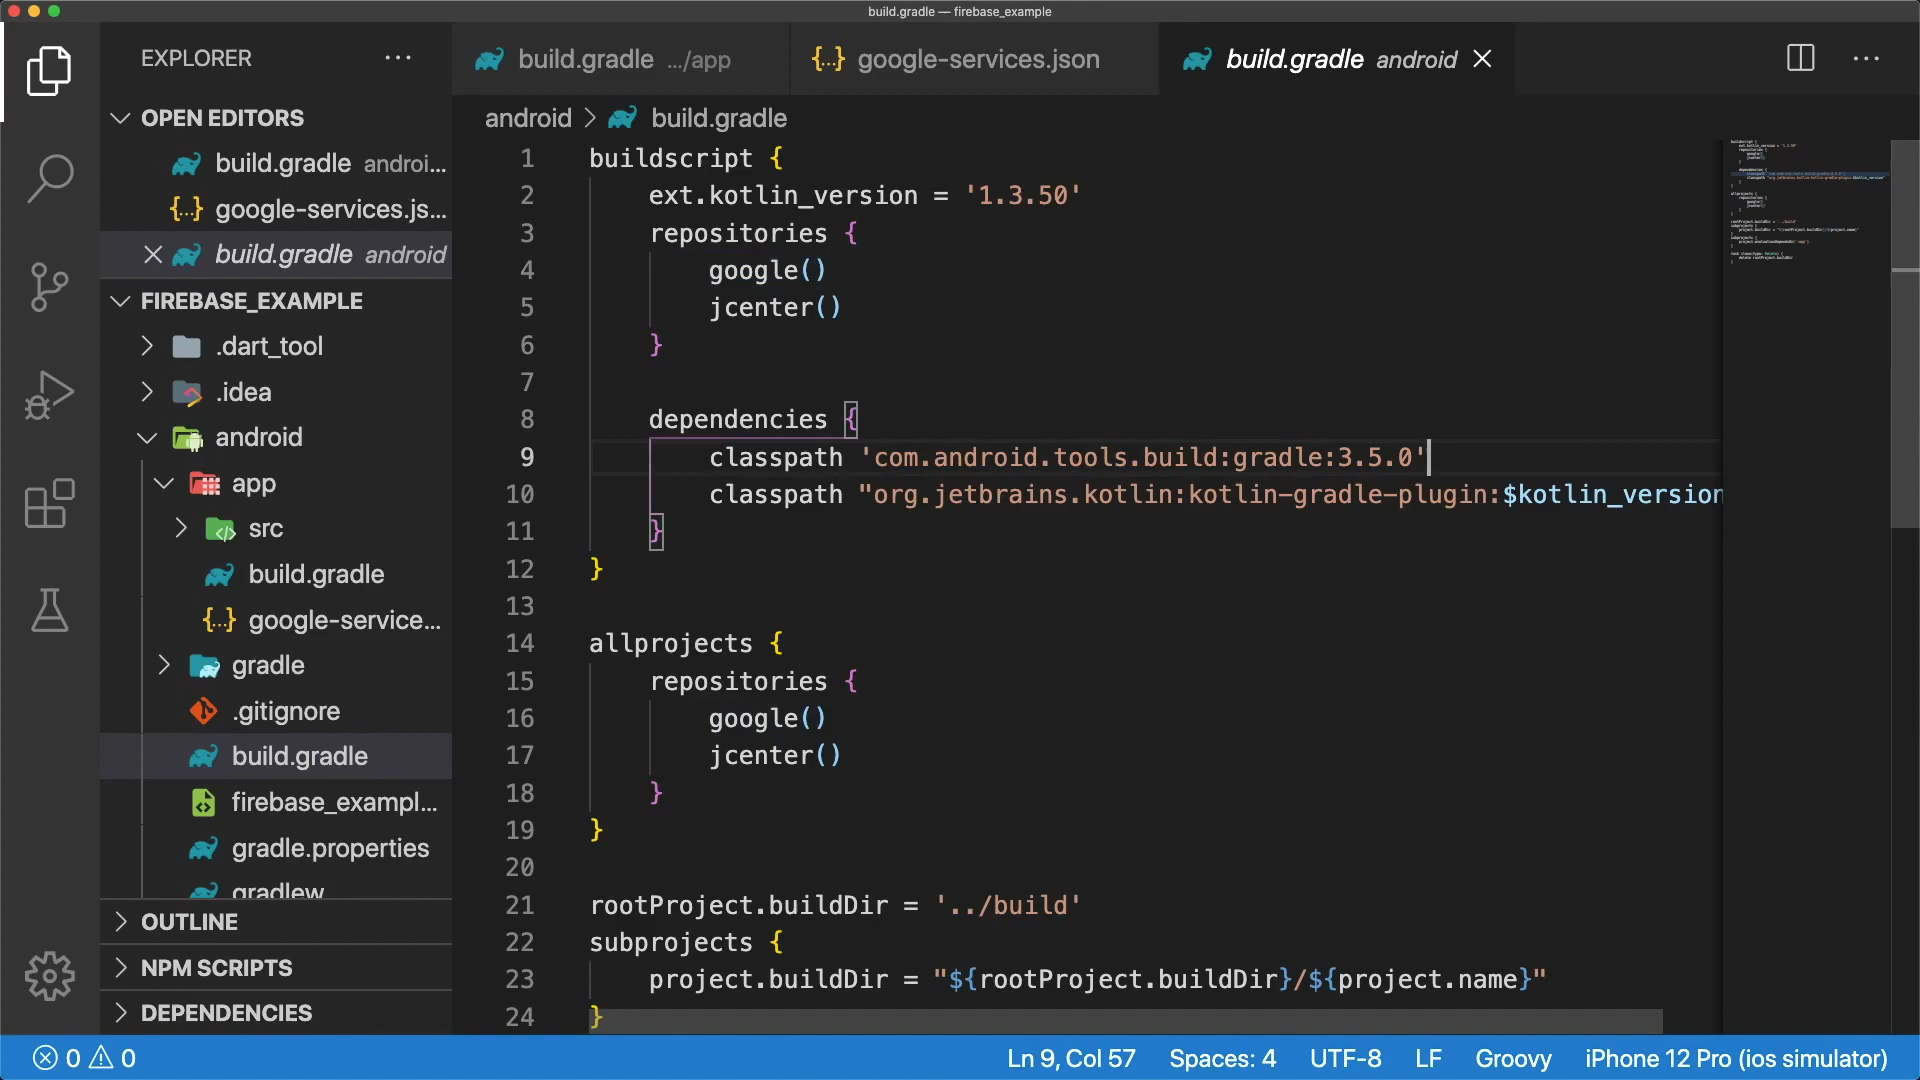 build.gradle — firebase_example
EXPLORER
build.gradle .../app
{..} google-services.json
build.gradle android
OPEN EDITORS
build.gradle androi...
{..} google-services.js...
build.gradle android
FIREBASE_EXAMPLE
.dart_tool
.idea
android
app
src
build.gradle
{..} google-service...
gradle
.gitignore
build.gradle
firebase_exampl...
gradle.properties
gradlew
OUTLINE
NPM SCRIPTS
DEPENDENCIES
android > build.gradle
1 buildscript {
2 ext.kotlin_version = '1.3.50'
3 repositories {
4 google()
5 jcenter()
6 }
7
8 dependencies {
9 classpath 'com.android.tools.build:gradle:3.5.0'
10 classpath "org.jetbrains.kotlin:kotlin-gradle-plugin:$kotlin_version
11 }
12 }
13
14 allprojects {
15 repositories {
16 google()
17 jcenter()
18 }
19 }
20
21 rootProject.buildDir = '../build'
22 subprojects {
23 project.buildDir = "${rootProject.buildDir}/${project.name}"
24 }
0 0
Ln 9, Col 57 Spaces: 4 UTF-8 LF Groovy iPhone 12 Pro (ios simulator)